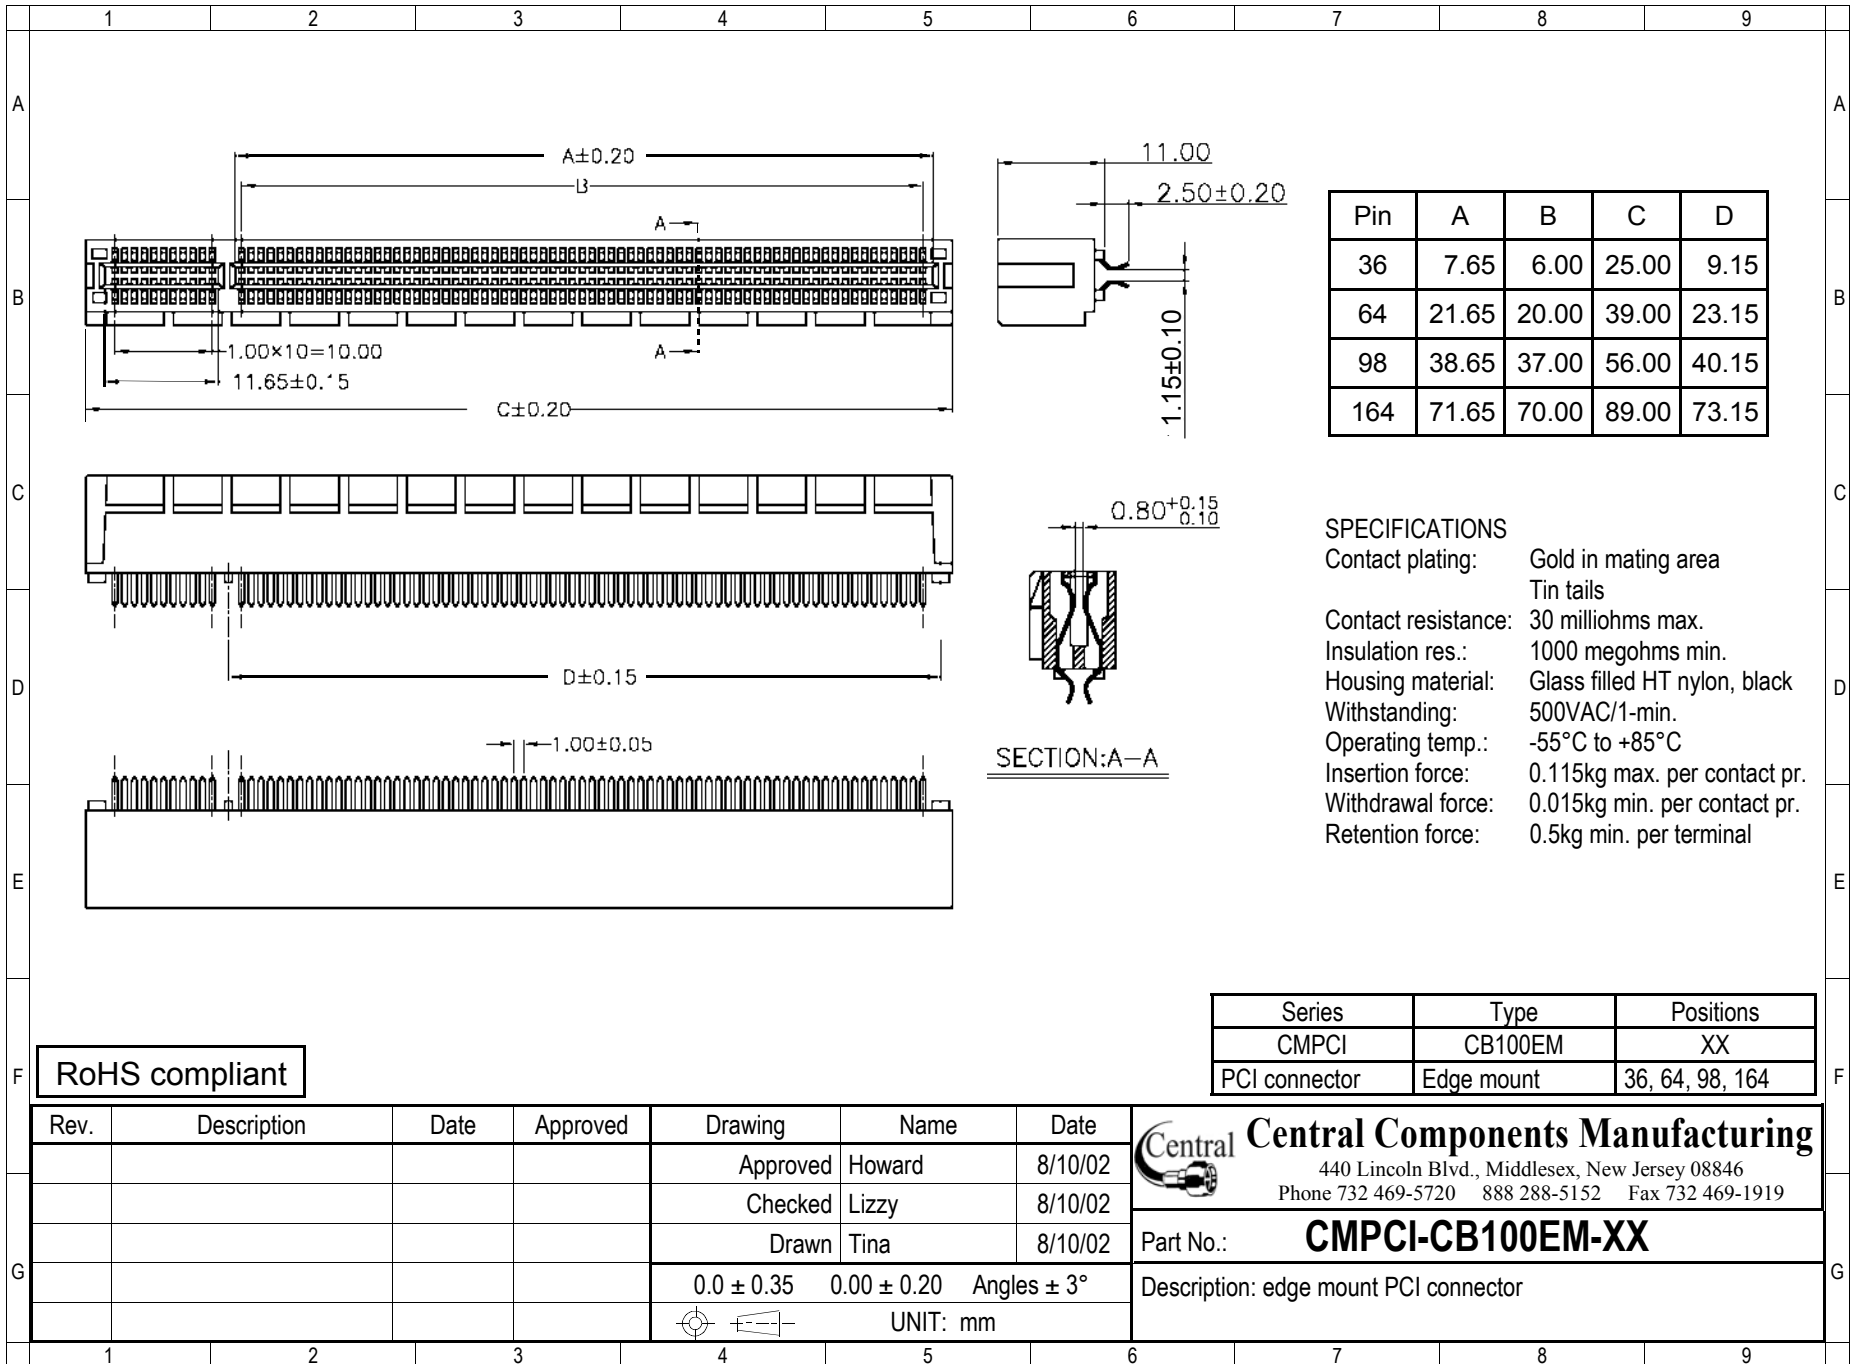 1 2 3 4 5 6 7 8 9
A A
B B
C C
D D
E E
F F
G G
A±0.20
B
A
A
1.00×10=10.00
11.65±0.15
C±0.20
11.00
2.50±0.20
1.15±0.10
Pin A B C D
36 7.65 6.00 25.00 9.15
64 21.65 20.00 39.00 23.15
98 38.65 37.00 56.00 40.15
164 71.65 70.00 89.00 73.15
D±0.15
0.80+0.15
0.10
SECTION:A-A
1.00±0.05
SPECIFICATIONS
Contact plating: Gold in mating area
Tin tails
Contact resistance: 30 milliohms max.
Insulation res.: 1000 megohms min.
Housing material: Glass filled HT nylon, black
Withstanding: 500VAC/1-min.
Operating temp.: -55°C to +85°C
Insertion force: 0.115kg max. per contact pr.
Withdrawal force: 0.015kg min. per contact pr.
Retention force: 0.5kg min. per terminal
Series Type Positions
CMPCI CB100EM XX
PCI connector Edge mount 36, 64, 98, 164
RoHS compliant
Rev. Description Date Approved
Drawing Name Date
Approved Howard 8/10/02
Checked Lizzy 8/10/02
Drawn Tina 8/10/02
0.0 ± 0.35 0.00 ± 0.20 Angles ± 3°
UNIT: mm
Central
Central Components Manufacturing
440 Lincoln Blvd., Middlesex, New Jersey 08846
Phone 732 469-5720 888 288-5152 Fax 732 469-1919
Part No.: CMPCI-CB100EM-XX
Description: edge mount PCI connector
1 2 3 4 5 6 7 8 9